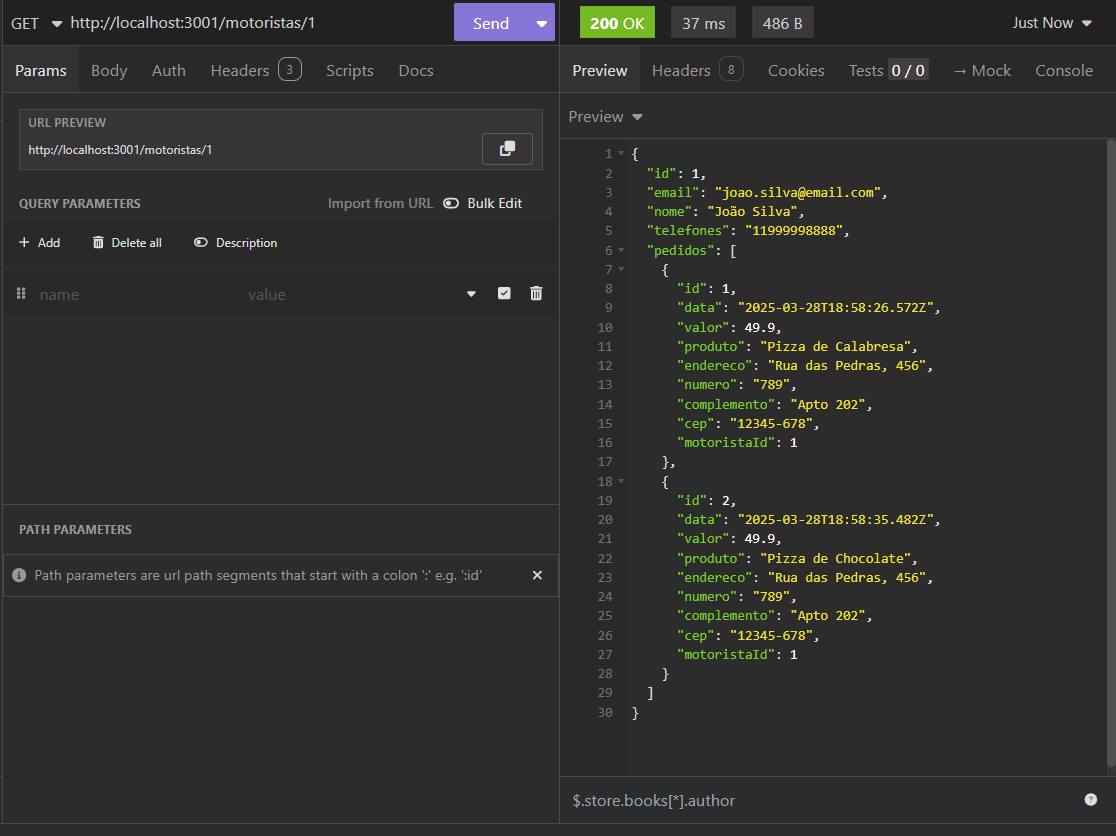 GET http://localhost:3001/motoristas/1 Send 200 OK 37 ms 486 B Just Now
Params Body Auth Headers 3 Scripts Docs
URL PREVIEW
http://localhost:3001/motoristas/1
QUERY PARAMETERS Import from URL Bulk Edit
Add Delete all Description
name value
PATH PARAMETERS
Path parameters are url path segments that start with a colon ':' e.g. ':id'
Preview Headers 8 Cookies Tests 0 / 0 → Mock Console
Preview
1 {
2 "id": 1,
3 "email": "joao.silva@email.com",
4 "nome": "João Silva",
5 "telefones": "11999998888",
6 "pedidos": [
7 {
8 "id": 1,
9 "data": "2025-03-28T18:58:26.572Z",
10 "valor": 49.9,
11 "produto": "Pizza de Calabresa",
12 "endereco": "Rua das Pedras, 456",
13 "numero": "789",
14 "complemento": "Apto 202",
15 "cep": "12345-678",
16 "motoristaId": 1
17 },
18 {
19 "id": 2,
20 "data": "2025-03-28T18:58:35.482Z",
21 "valor": 49.9,
22 "produto": "Pizza de Chocolate",
23 "endereco": "Rua das Pedras, 456",
24 "numero": "789",
25 "complemento": "Apto 202",
26 "cep": "12345-678",
27 "motoristaId": 1
28 }
29 ]
30 }
$.store.books[*].author